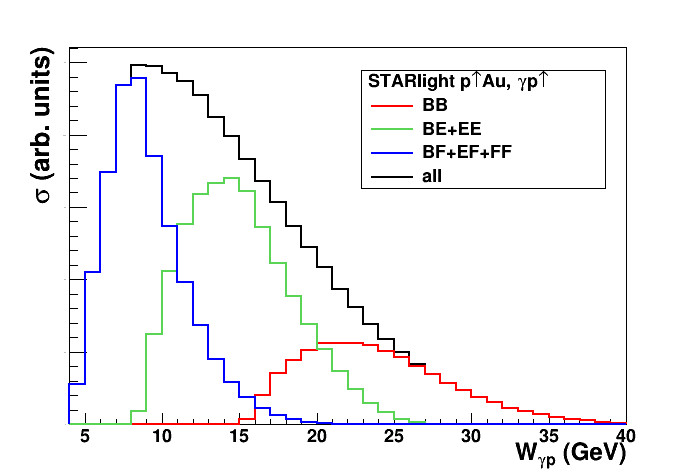 σ (arb. units)
STARlight p↑Au, γp↑
BB
BE+EE
BF+EF+FF
all
5 10 15 20 25 30 35 40
Wγp (GeV)